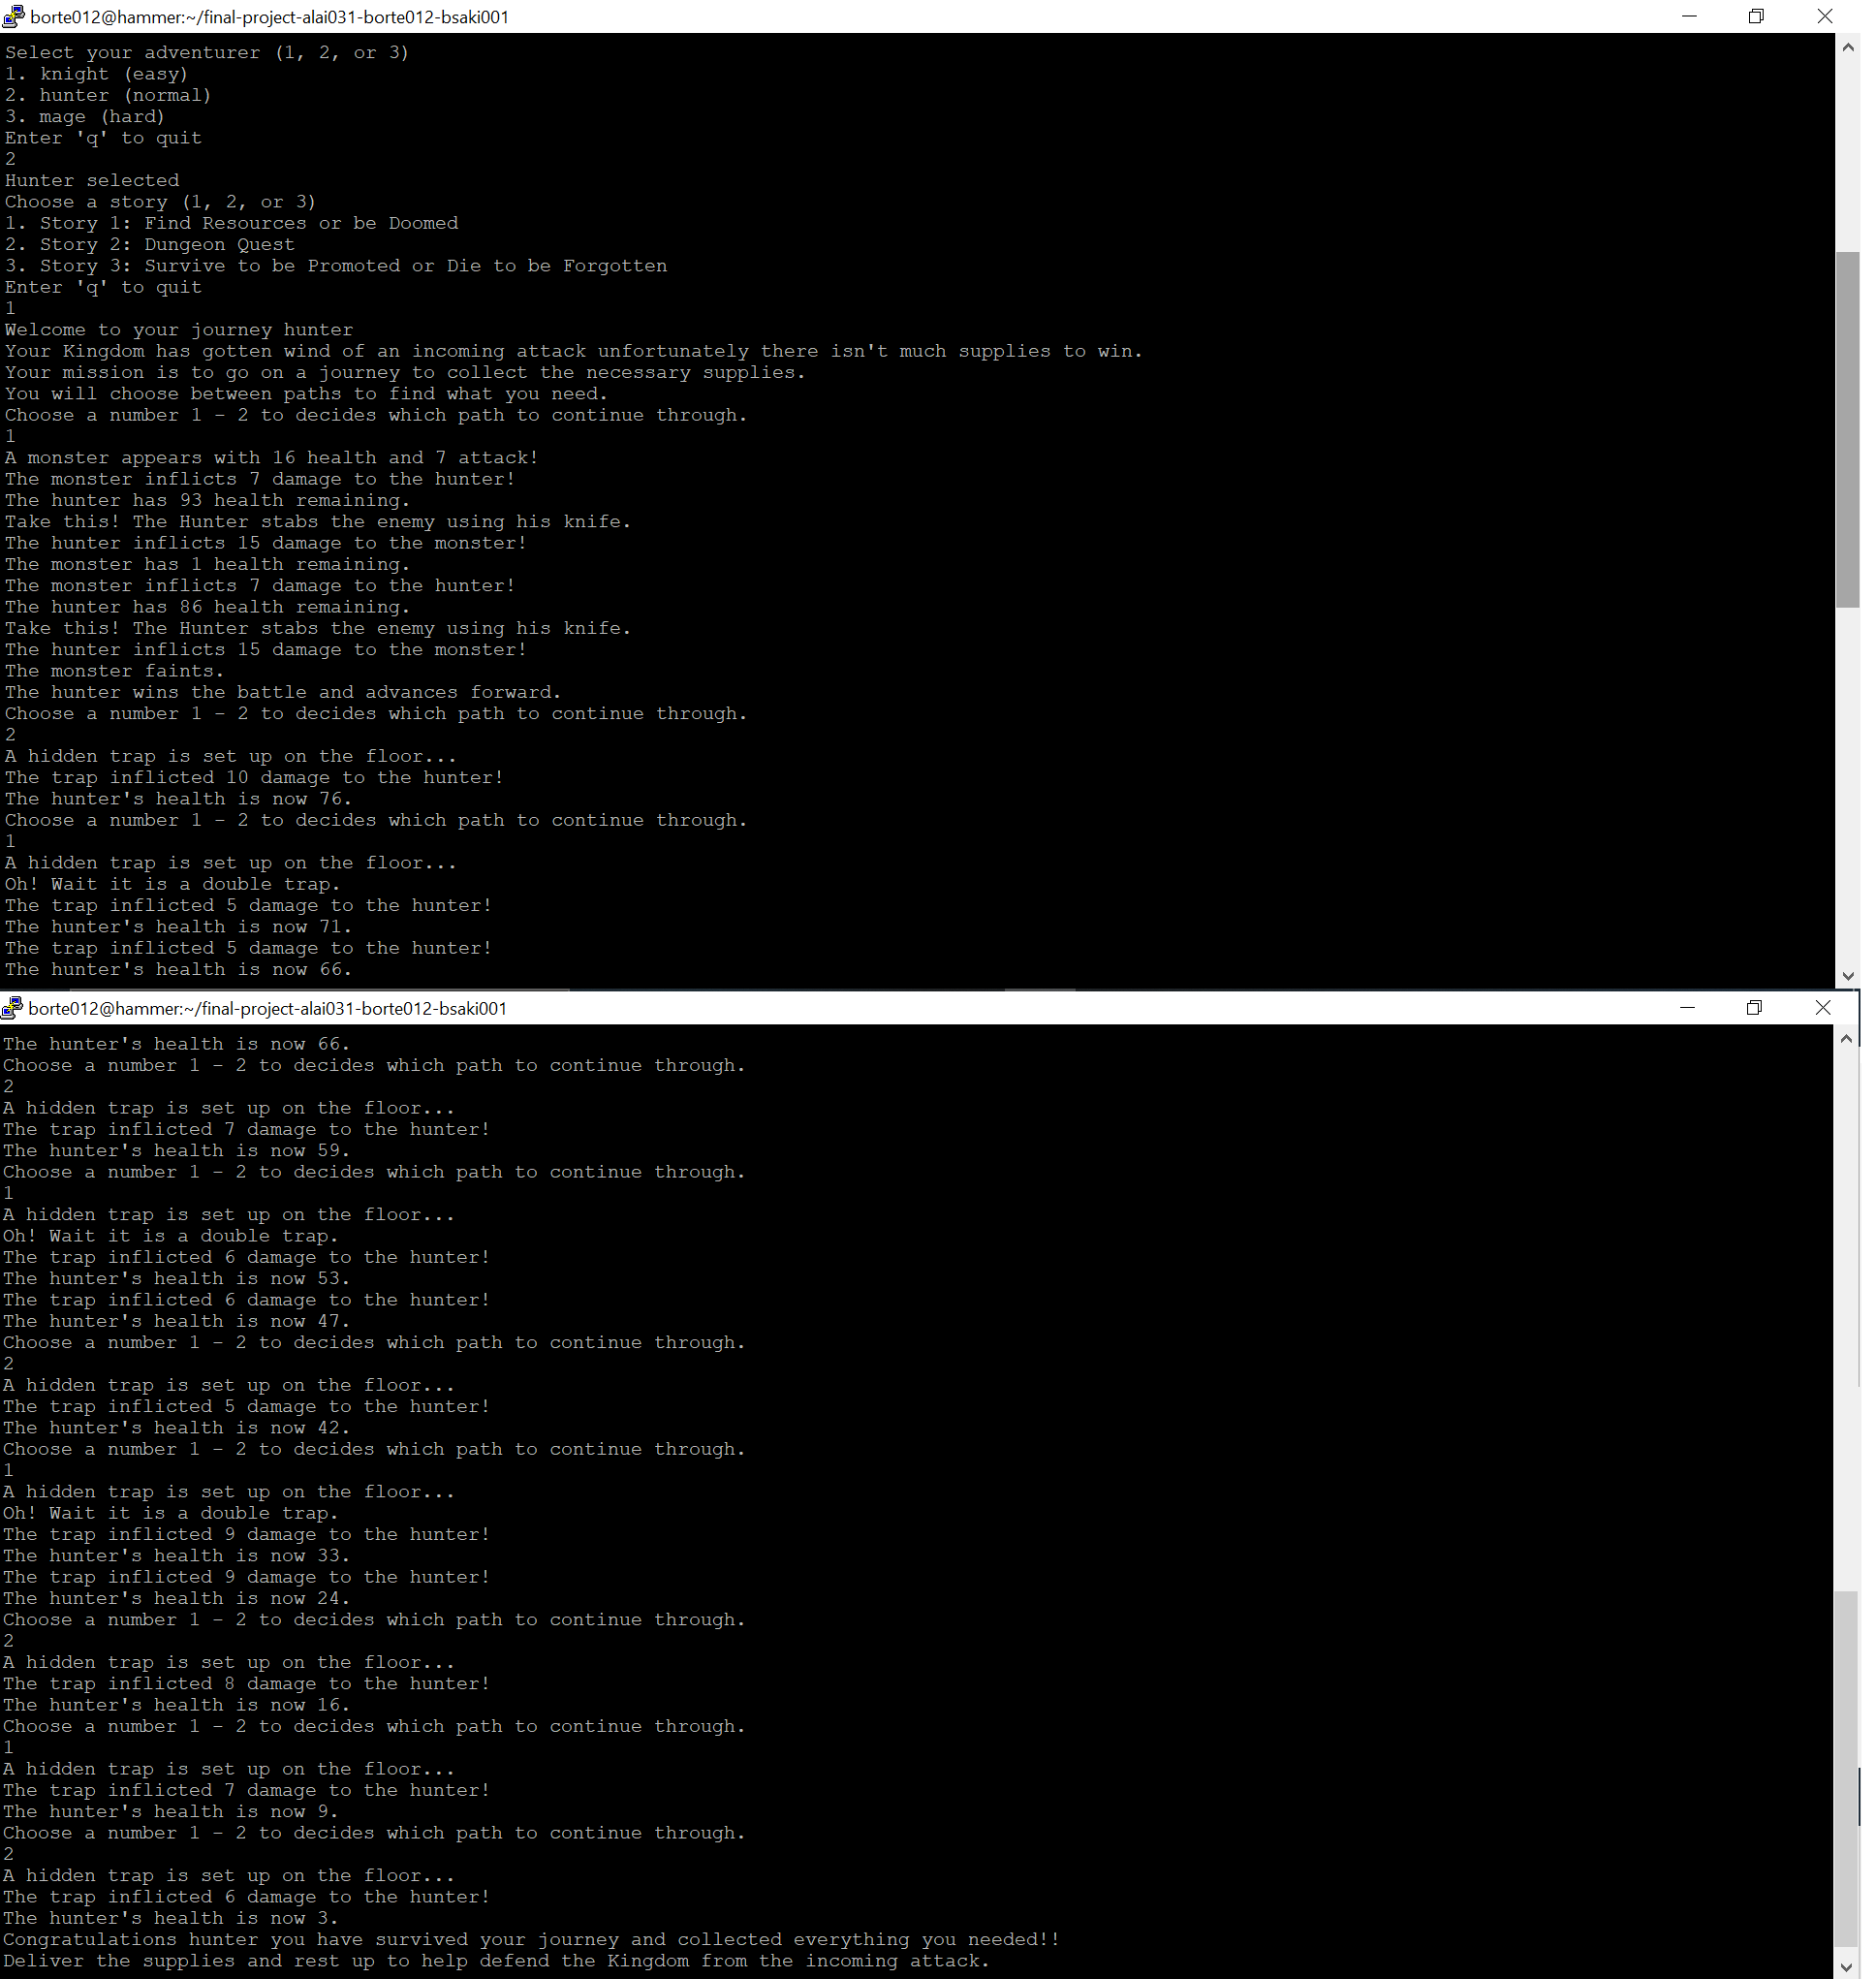 borte012@hammer:~/final-project-alai031-borte012-bsaki001
Select your adventurer (1, 2, or 3)
1. knight (easy)
2. hunter (normal)
3. mage (hard)
Enter 'q' to quit
2
Hunter selected
Choose a story (1, 2, or 3)
1. Story 1: Find Resources or be Doomed
2. Story 2: Dungeon Quest
3. Story 3: Survive to be Promoted or Die to be Forgotten
Enter 'q' to quit
1
Welcome to your journey hunter
Your Kingdom has gotten wind of an incoming attack unfortunately there isn't much supplies to win.
Your mission is to go on a journey to collect the necessary supplies.
You will choose between paths to find what you need.
Choose a number 1 - 2 to decides which path to continue through.
1
A monster appears with 16 health and 7 attack!
The monster inflicts 7 damage to the hunter!
The hunter has 93 health remaining.
Take this! The Hunter stabs the enemy using his knife.
The hunter inflicts 15 damage to the monster!
The monster has 1 health remaining.
The monster inflicts 7 damage to the hunter!
The hunter has 86 health remaining.
Take this! The Hunter stabs the enemy using his knife.
The hunter inflicts 15 damage to the monster!
The monster faints.
The hunter wins the battle and advances forward.
Choose a number 1 - 2 to decides which path to continue through.
2
A hidden trap is set up on the floor...
The trap inflicted 10 damage to the hunter!
The hunter's health is now 76.
Choose a number 1 - 2 to decides which path to continue through.
1
A hidden trap is set up on the floor...
Oh! Wait it is a double trap.
The trap inflicted 5 damage to the hunter!
The hunter's health is now 71.
The trap inflicted 5 damage to the hunter!
The hunter's health is now 66.
borte012@hammer:~/final-project-alai031-borte012-bsaki001
The hunter's health is now 66.
Choose a number 1 - 2 to decides which path to continue through.
2
A hidden trap is set up on the floor...
The trap inflicted 7 damage to the hunter!
The hunter's health is now 59.
Choose a number 1 - 2 to decides which path to continue through.
1
A hidden trap is set up on the floor...
Oh! Wait it is a double trap.
The trap inflicted 6 damage to the hunter!
The hunter's health is now 53.
The trap inflicted 6 damage to the hunter!
The hunter's health is now 47.
Choose a number 1 - 2 to decides which path to continue through.
2
A hidden trap is set up on the floor...
The trap inflicted 5 damage to the hunter!
The hunter's health is now 42.
Choose a number 1 - 2 to decides which path to continue through.
1
A hidden trap is set up on the floor...
Oh! Wait it is a double trap.
The trap inflicted 9 damage to the hunter!
The hunter's health is now 33.
The trap inflicted 9 damage to the hunter!
The hunter's health is now 24.
Choose a number 1 - 2 to decides which path to continue through.
2
A hidden trap is set up on the floor...
The trap inflicted 8 damage to the hunter!
The hunter's health is now 16.
Choose a number 1 - 2 to decides which path to continue through.
1
A hidden trap is set up on the floor...
The trap inflicted 7 damage to the hunter!
The hunter's health is now 9.
Choose a number 1 - 2 to decides which path to continue through.
2
A hidden trap is set up on the floor...
The trap inflicted 6 damage to the hunter!
The hunter's health is now 3.
Congratulations hunter you have survived your journey and collected everything you needed!!
Deliver the supplies and rest up to help defend the Kingdom from the incoming attack.